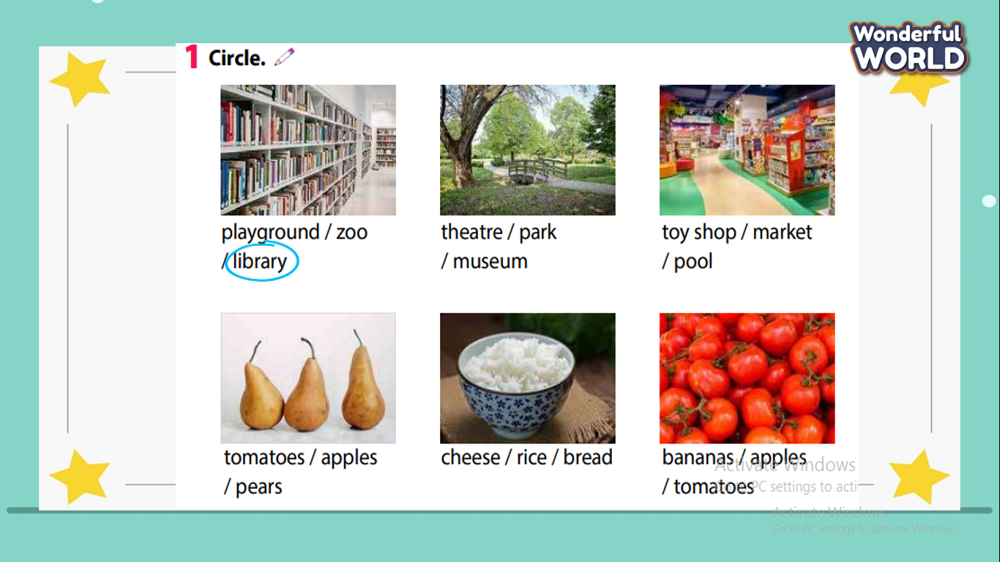 Wonderful
WORLD
1 Circle.
playground / zoo
/ library
theatre / park
/ museum
toy shop / market
/ pool
tomatoes / apples
/ pears
cheese / rice / bread
bananas / apples
/ tomatoes
Activate Windows
Go to PC settings to acti
Activate Windows
Go to PC settings to activate Windows.